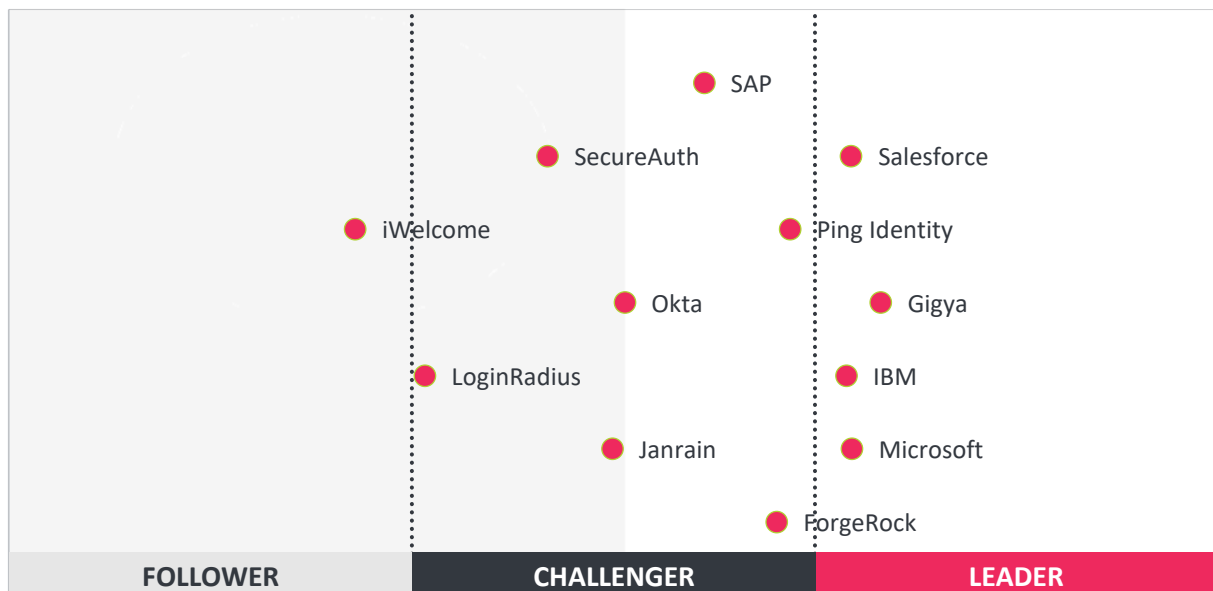 SAP
SecureAuth
Salesforce
iWelcome
Ping Identity
Okta
Gigya
LoginRadius
IBM
Janrain
Microsoft
ForgeRock
FOLLOWER
CHALLENGER
LEADER